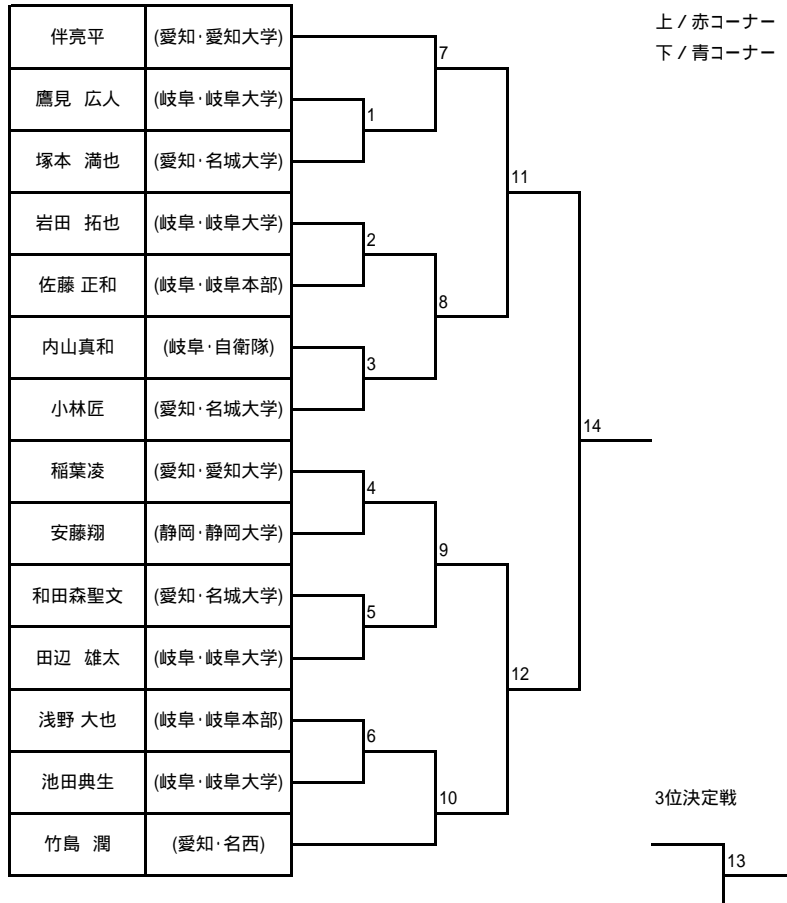 上 / 赤コーナー
下 / 青コーナー
伴亮平 (愛知･愛知大学)
7
鷹見 広人 (岐阜･岐阜大学)
1
塚本 満也 (愛知･名城大学)
11
岩田 拓也 (岐阜･岐阜大学)
2
佐藤 正和 (岐阜･岐阜本部)
8
内山真和 (岐阜･自衛隊)
3
小林匠 (愛知･名城大学)
14
稲葉凌 (愛知･愛知大学)
4
安藤翔 (静岡･静岡大学)
9
和田森聖文 (愛知･名城大学)
5
田辺 雄太 (岐阜･岐阜大学)
12
浅野 大也 (岐阜･岐阜本部)
6
池田典生 (岐阜･岐阜大学)
10
3位決定戦
竹島 潤 (愛知･名西)
13